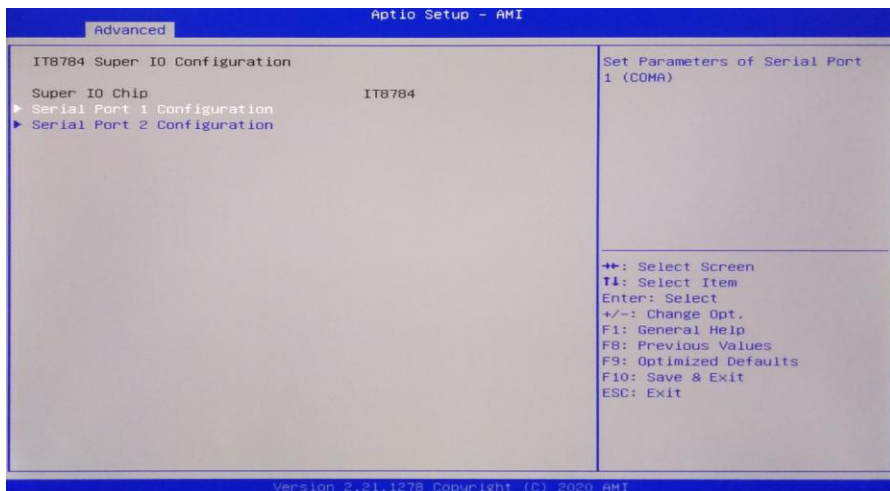 Aptio Setup - AMI
Advanced
IT8784 Super IO Configuration
Super IO Chip IT8784
▶ Serial Port 1 Configuration
▶ Serial Port 2 Configuration
Set Parameters of Serial Port
1 (COMA)
→←: Select Screen
↑↓: Select Item
Enter: Select
+/-: Change Opt.
F1: General Help
F8: Previous Values
F9: Optimized Defaults
F10: Save & Exit
ESC: Exit
Version 2.21.1278 Copyright (C) 2020 AMI